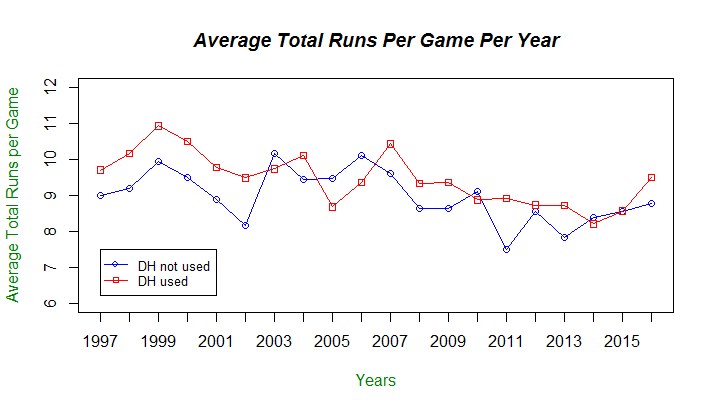 Average Total Runs Per Game Per Year
Average Total Runs per Game
12
11
10
9
8
7
6
DH not used
DH used
1997 1999 2001 2003 2005 2007 2009 2011 2013 2015
Years